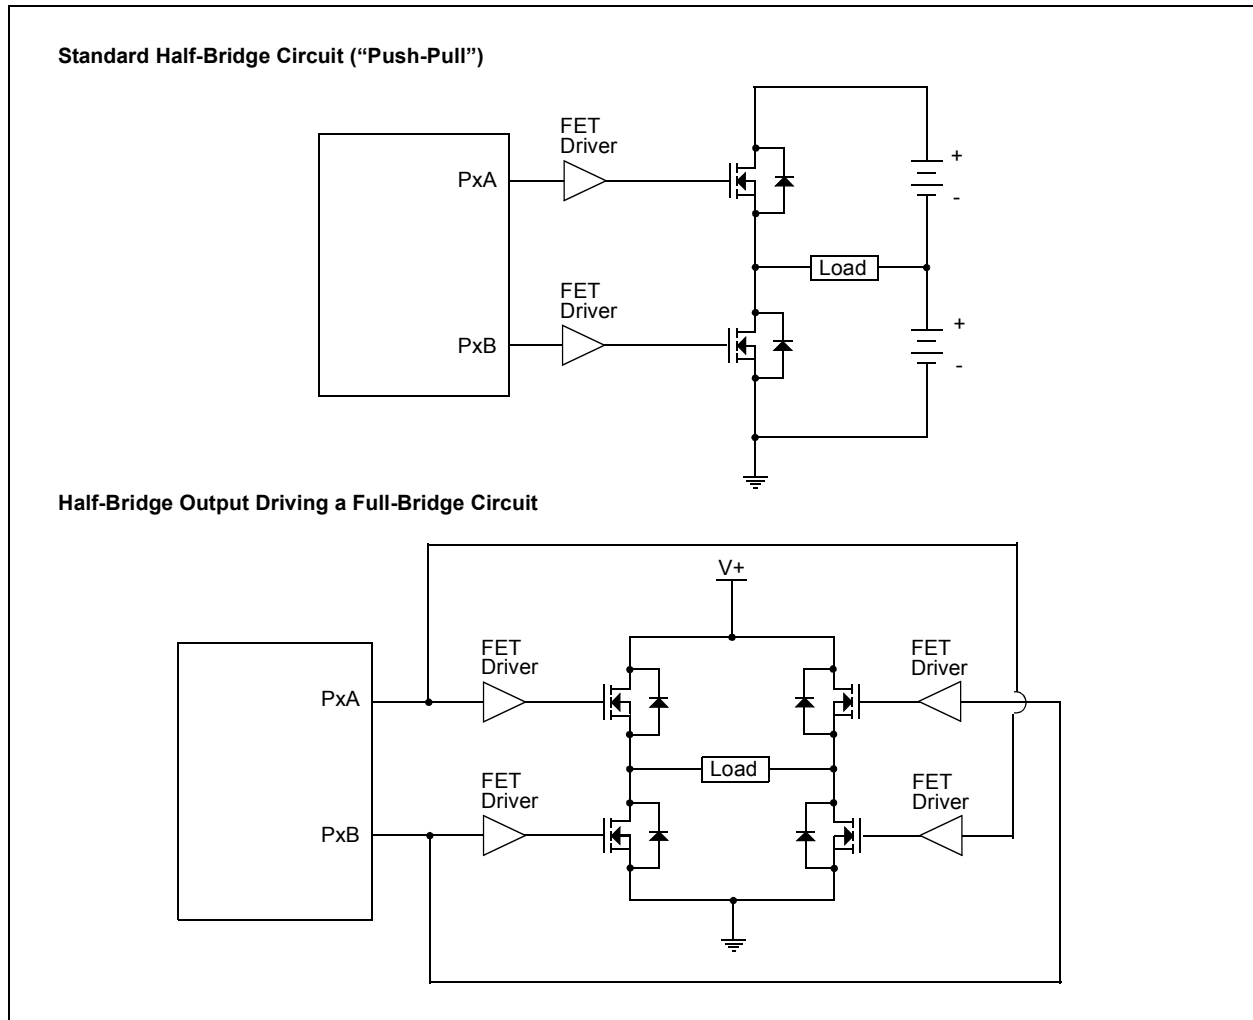 Standard Half-Bridge Circuit (“Push-Pull”)
FET
Driver
PxA
+
-
Load
FET
Driver
PxB
+
-
Half-Bridge Output Driving a Full-Bridge Circuit
V+
FET
Driver
FET
Driver
PxA
Load
FET
Driver
FET
Driver
PxB